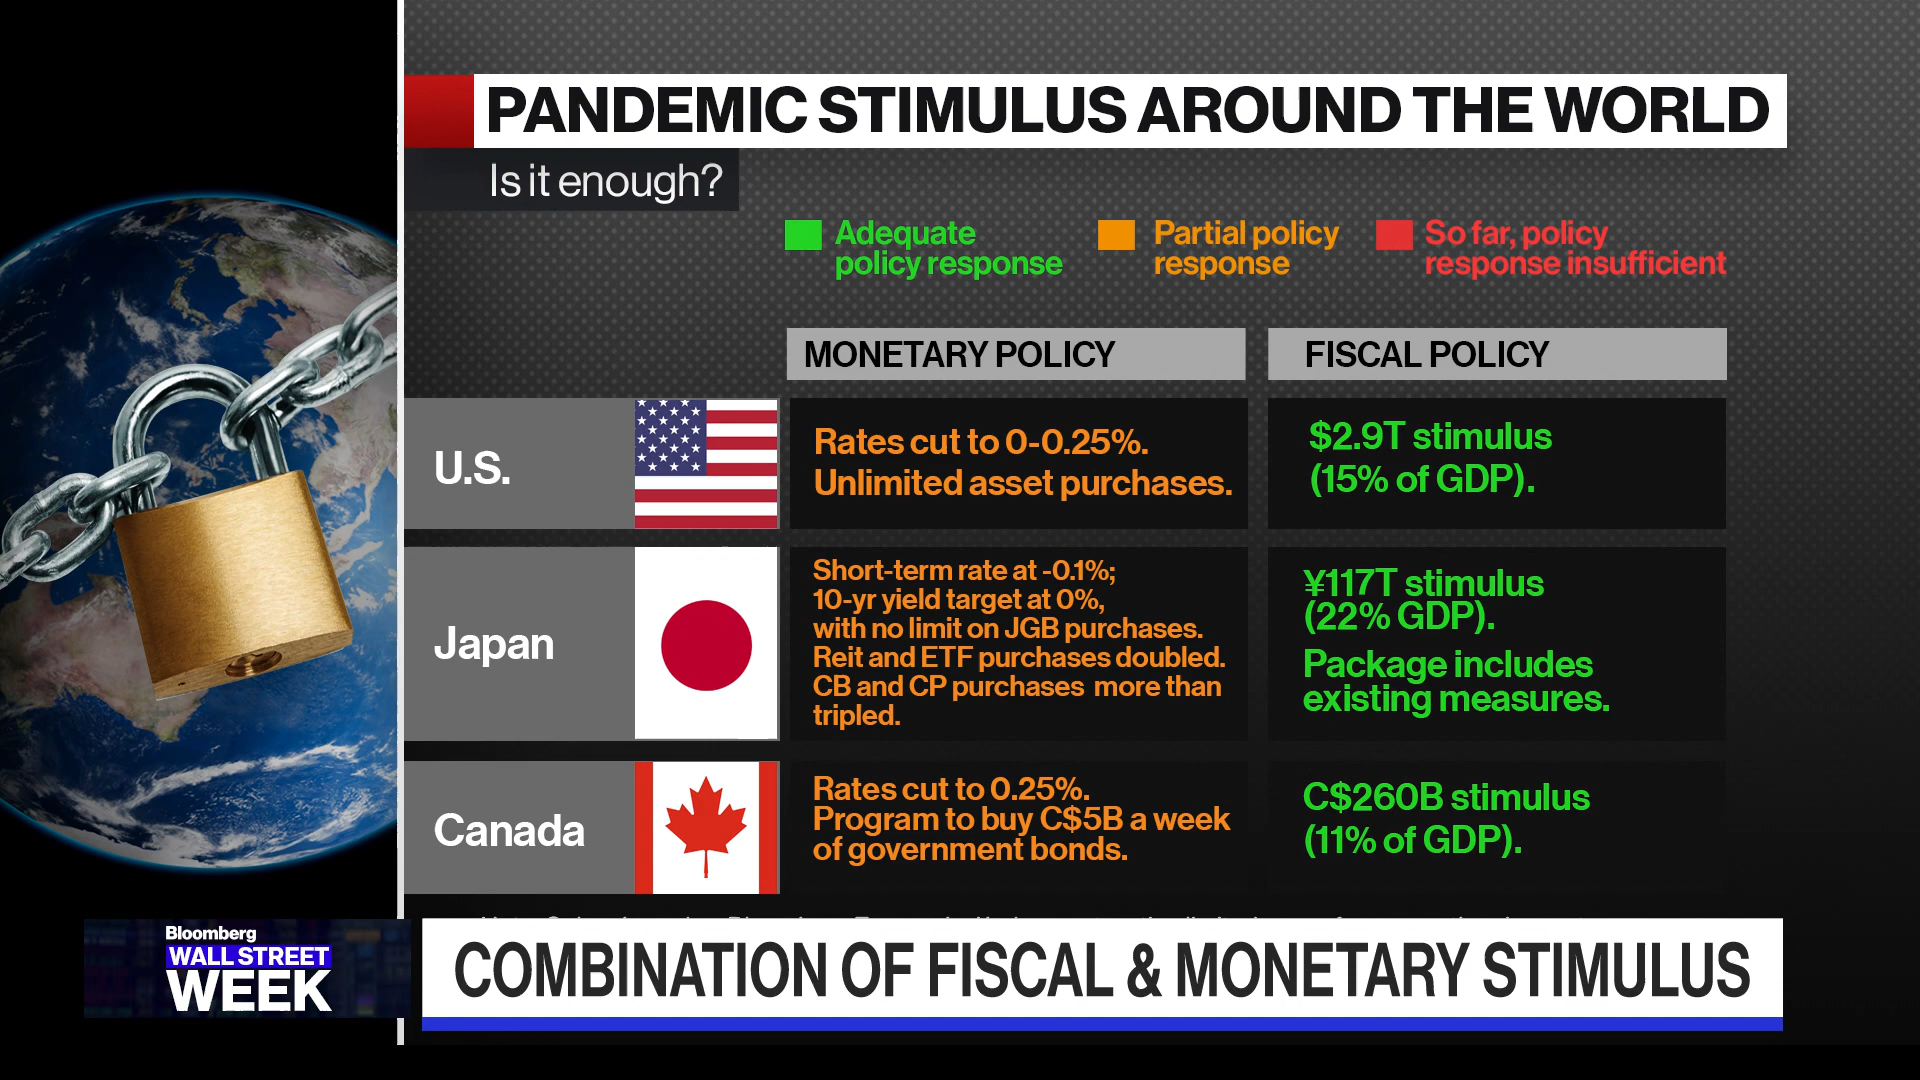 PANDEMIC STIMULUS AROUND THE WORLD
Is it enough?
Adequate
policy response
Partial policy
response
So far, policy
response insufficient
MONETARY POLICY
FISCAL POLICY
U.S.
Rates cut to 0-0.25%.
Unlimited asset purchases.
$2.9T stimulus
(15% of GDP).
Japan
Short-term rate at -0.1%;
10-yr yield target at 0%,
with no limit on JGB purchases.
Reit and ETF purchases doubled.
CB and CP purchases more than
tripled.
¥117T stimulus
(22% GDP).
Package includes
existing measures.
Canada
Rates cut to 0.25%.
Program to buy C$5B a week
of government bonds.
C$260B stimulus
(11% of GDP).
Bloomberg
WALL STREET
WEEK
COMBINATION OF FISCAL & MONETARY STIMULUS